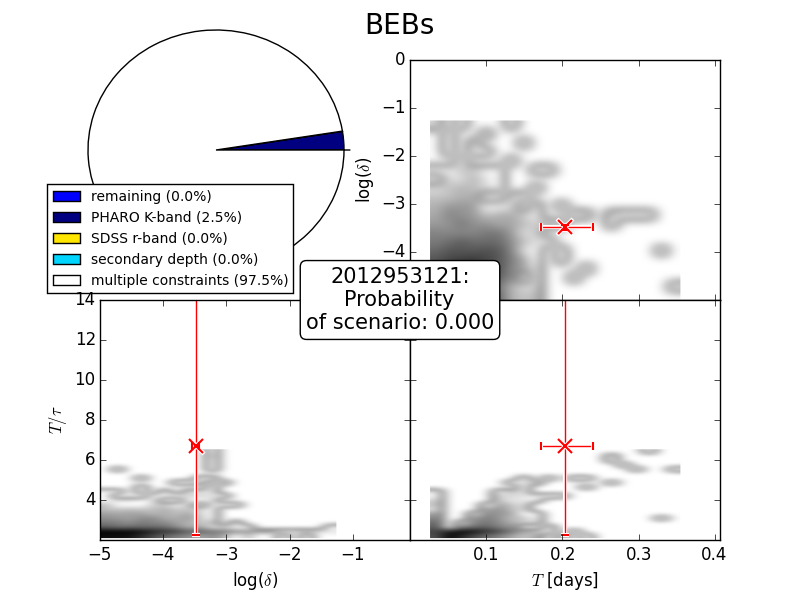 BEBs
remaining (0.0%)
PHARO K-band (2.5%)
SDSS r-band (0.0%)
secondary depth (0.0%)
multiple constraints (97.5%)
0
−1
−2
−3
−4
log(δ)
2012953121:
Probability
of scenario: 0.000
14
12
10
8
6
4
T/τ
−5 −4 −3 −2 −1
log(δ)
0.1 0.2 0.3 0.4
T [days]